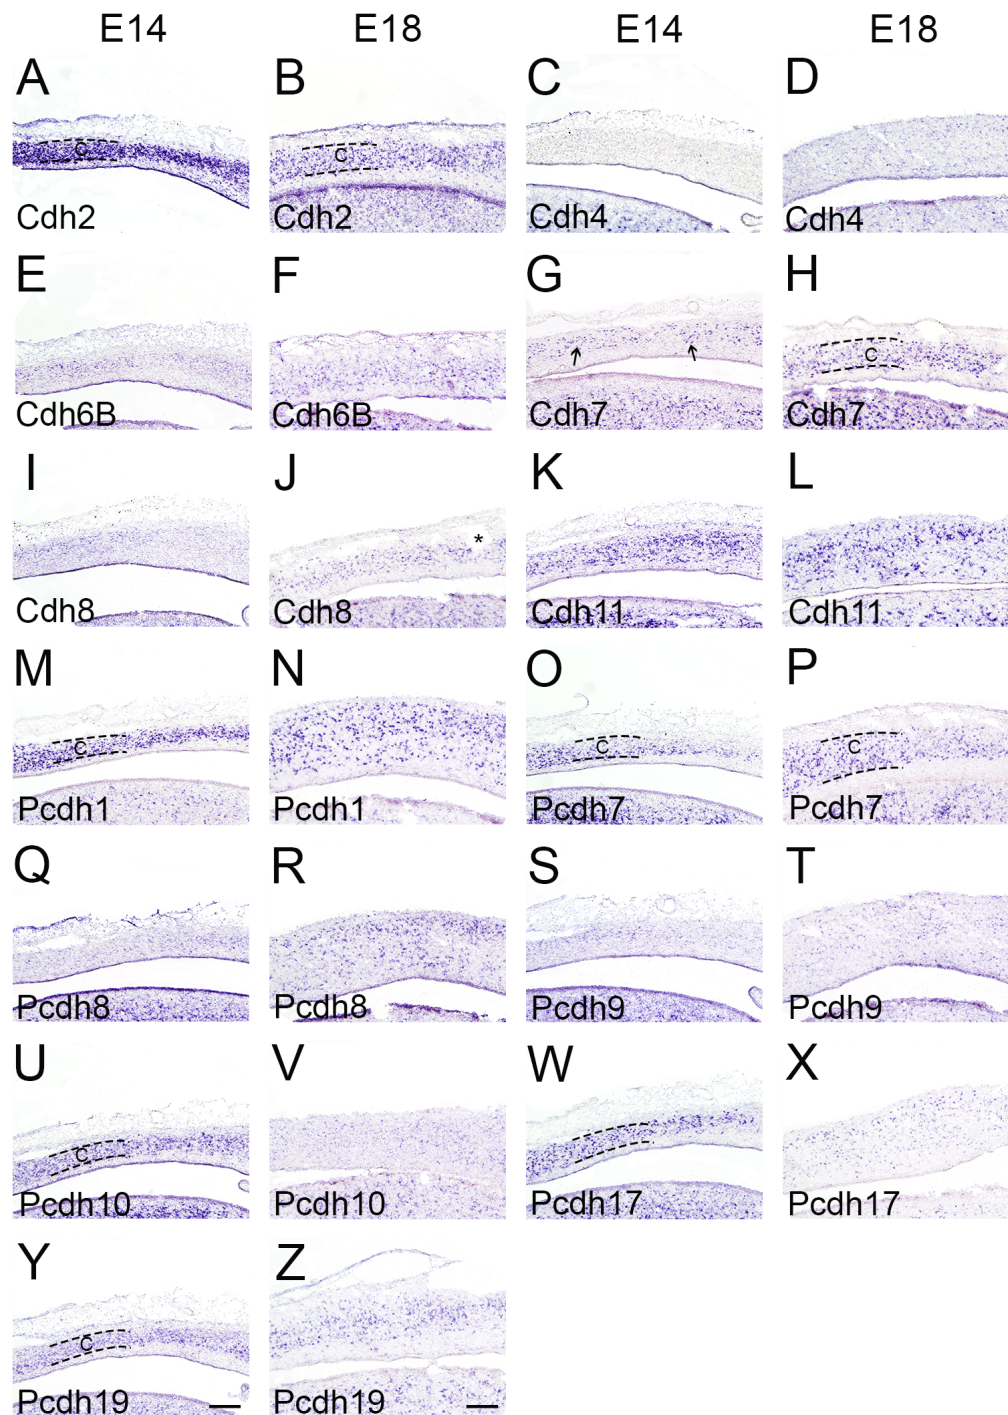 E14 E18 E14 E18
A B C D
C C
Cdh2 Cdh2 Cdh4 Cdh4
E F G H
C
Cdh6B Cdh6B Cdh7 Cdh7
I J K L
*
Cdh8 Cdh8 Cdh11 Cdh11
M N O P
C C C
Pcdh1 Pcdh1 Pcdh7 Pcdh7
Q R S T
Pcdh8 Pcdh8 Pcdh9 Pcdh9
U V W X
C
Pcdh10 Pcdh10 Pcdh17 Pcdh17
Y Z
C
Pcdh19 Pcdh19